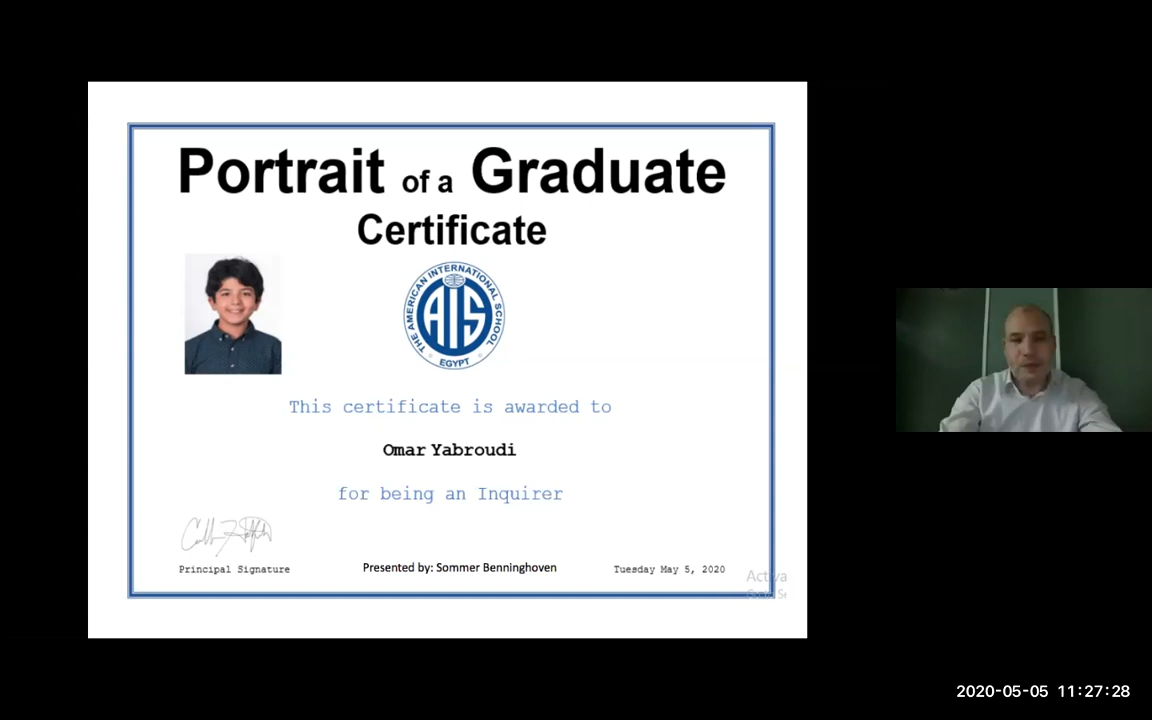 Portrait of a Graduate
Certificate
THE AMERICAN INTERNATIONAL SCHOOL
AIS
EGYPT
This certificate is awarded to
Omar Yabroudi
for being an Inquirer
Principal Signature
Presented by: Sommer Benninghoven
Tuesday May 5, 2020
Activa
2020-05-05 11:27:28